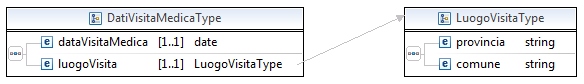 DatiVisitaMedicaType
dataVisitaMedica [1..1] date
luogoVisita [1..1] LuogoVisitaType
LuogoVisitaType
provincia string
comune string